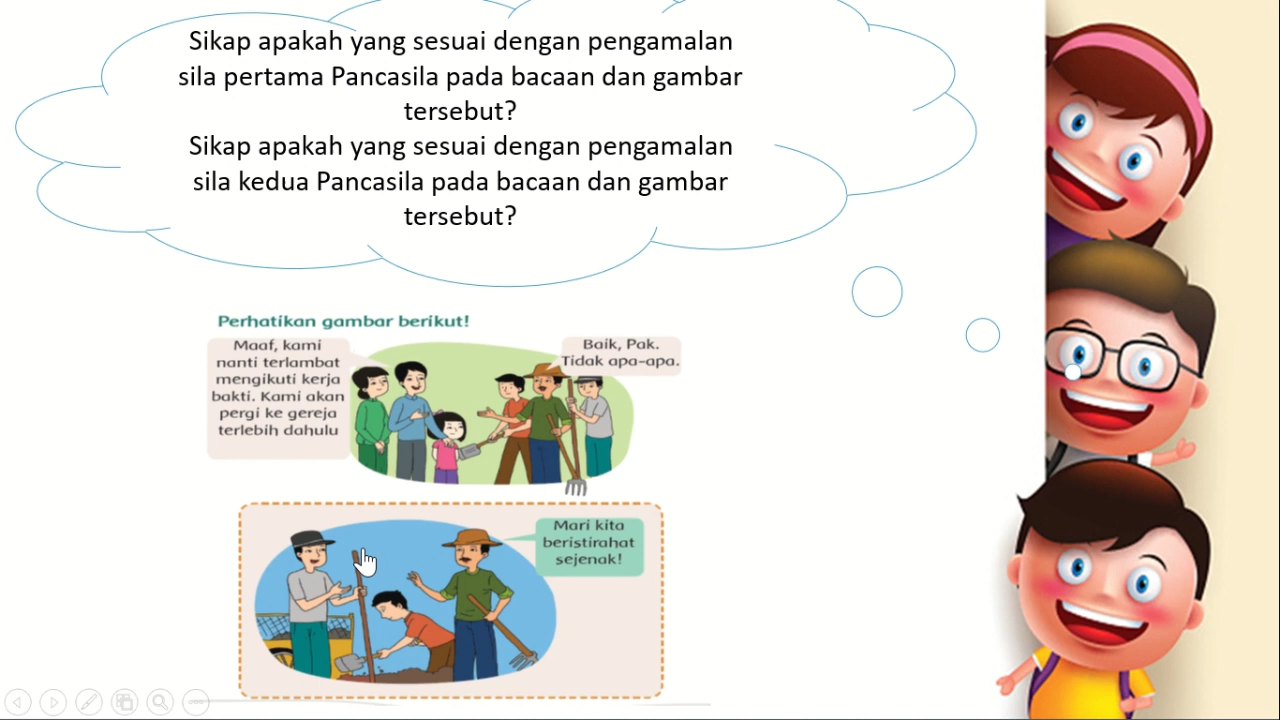 Sikap apakah yang sesuai dengan pengamalan
sila pertama Pancasila pada bacaan dan gambar
tersebut?
Sikap apakah yang sesuai dengan pengamalan
sila kedua Pancasila pada bacaan dan gambar
tersebut?
Perhatikan gambar berikut!
Maaf, kami
nanti terlambat
mengikuti kerja
bakti. Kami akan
pergi ke gereja
terlebih dahulu
Baik, Pak.
Tidak apa-apa.
Mari kita
beristirahat
sejenak!